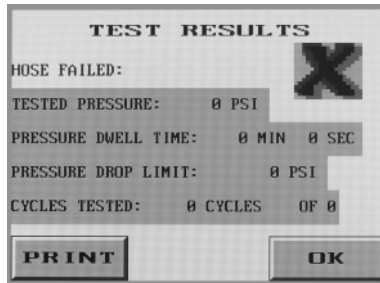 TEST RESULTS
HOSE FAILED:
TESTED PRESSURE: 0 PSI
PRESSURE DWELL TIME: 0 MIN 0 SEC
PRESSURE DROP LIMIT: 0 PSI
CYCLES TESTED: 0 CYCLES OF 0
PRINT OK